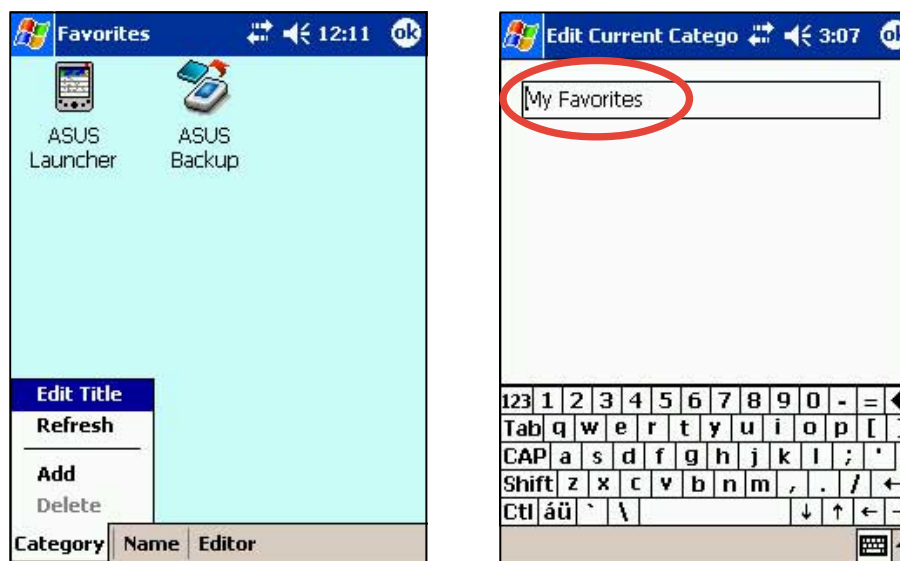 Favorites 12:11 ok
ASUS Launcher
ASUS Backup
Edit Title
Refresh
Add
Delete
Category Name Editor
Edit Current Catego 3:07 ok
My Favorites
123 1 2 3 4 5 6 7 8 9 0 - =
Tab q w e r t y u i o p [ ]
CAP a s d f g h j k l ; '
Shift z x c v b n m , . / ←
Ctl áü ` \ ↓ ↑ ← →